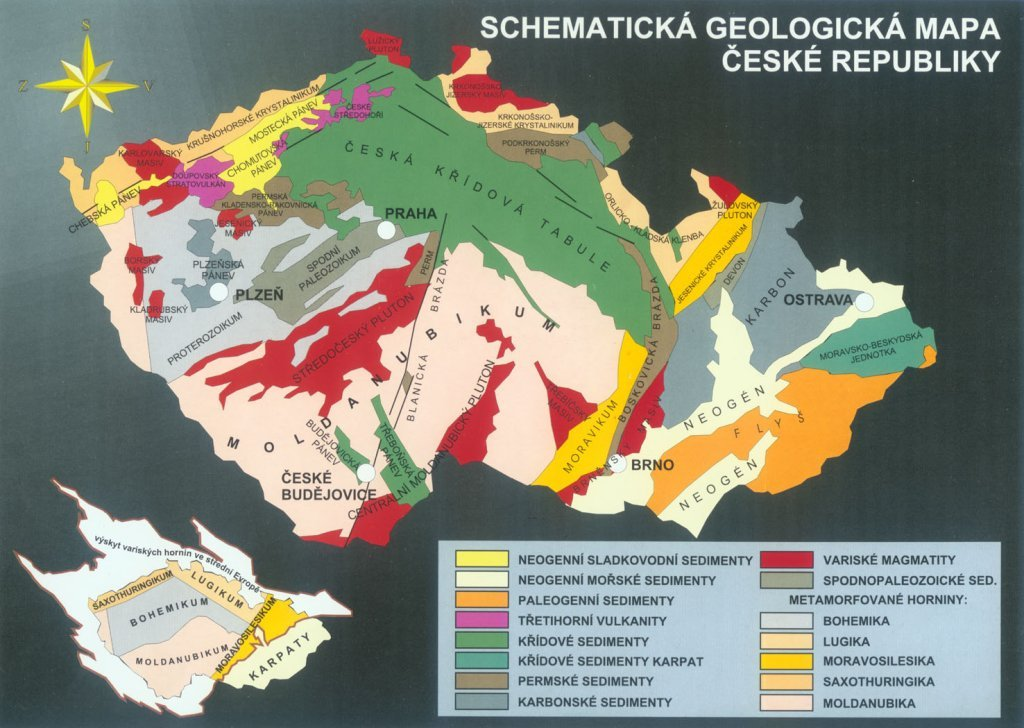 SCHEMATICKÁ GEOLOGICKÁ MAPA
ČESKÉ REPUBLIKY
S
Z
V
J
LUŽICKÝ
PLUTON
KRKONOŠSKO-
JIZERSKÝ MASIV
KRKONOŠSKO-
JIZERSKÉ KRYSTALINIKUM
PODKRKONOŠSKÝ
PERM
KRUŠNOHORSKÉ KRYSTALINIKUM
MOSTECKÁ PÁNEV
ČESKÉ
STŘEDOHOŘÍ
CHOMUTOVSKÁ
PÁNEV
KARLOVARSKÝ
MASIV
DOUPOVSKÝ
STRATOVULKÁN
CHEBSKÁ PÁNEV
PERMSKÁ
KLADENSKO-RAKOVNICKÁ
PÁNEV
JESENICKÝ
MASIV
ČESKÁ KŘÍDOVÁ TABULE
ORLICKO-KLADSKÁ KLENBA
ŽULOVSKÝ
PLUTON
JESENICKÉ KRYSTALINIKUM
DEVON
KARBON
PRAHA
BORSKÝ
MASIV
PLZEŇSKÁ
PÁNEV
SPODNÍ
PALEOZOIKUM
PERM
PLZEŇ
KLADRUBSKÝ
MASIV
PROTEROZOIKUM
STŘEDOČESKÝ PLUTON
BLANICKÁ BRÁZDA
BOSKOVICKÁ BRÁZDA
OSTRAVA
MORAVSKO-BESKYDSKÁ
JEDNOTKA
MOLDANUBIKUM
TŘEBÍČSKÝ
MASIV
MORAVIKUM
BRNĚNSKÝ MASIV
NEOGÉN
FLYŠ
NEOGÉN
BUDĚJOVICKÁ
PÁNEV
TŘEBOŇSKÁ
PÁNEV
CENTRÁLNÍ MOLDANUBICKÝ PLUTON
ČESKÉ
BUDĚJOVICE
BRNO
výskyt variských hornin ve střední Evropě
SAXOTHURINGIKUM
LUGIKUM
BOHEMIKUM
MOLDANUBIKUM
MORAVOSILESIKUM
KARPATY
NEOGENNÍ SLADKOVODNÍ SEDIMENTY
NEOGENNÍ MOŘSKÉ SEDIMENTY
PALEOGENNÍ SEDIMENTY
TŘETIHORNÍ VULKANITY
KŘÍDOVÉ SEDIMENTY
KŘÍDOVÉ SEDIMENTY KARPAT
PERMSKÉ SEDIMENTY
KARBONSKÉ SEDIMENTY
VARISKÉ MAGMATITY
SPODNOPALEOZOICKÉ SED.
METAMORFOVANÉ HORNINY:
BOHEMIKA
LUGIKA
MORAVOSILESIKA
SAXOTHURINGIKA
MOLDANUBIKA